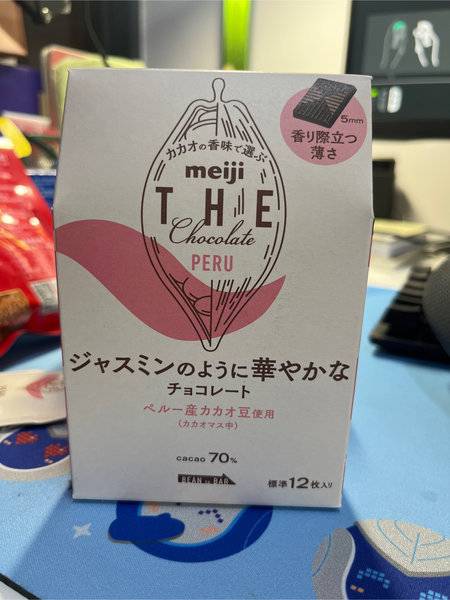 カカオの香味で選ぶ
meiji
THE
Chocolate
PERU
5mm
香り際立つ
薄さ
ジャスミンのように華やかな
チョコレート
ペルー産カカオ豆使用
(カカオマス中)
cacao 70%
BEAN to BAR
標準12枚入り